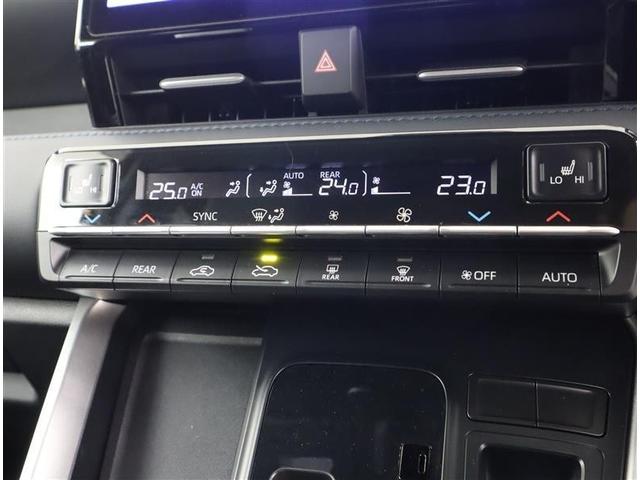 AUTO REAR
25.0 A/C ON 24.0 23.0
LO HI
LO HI
SYNC
A/C REAR REAR FRONT OFF AUTO